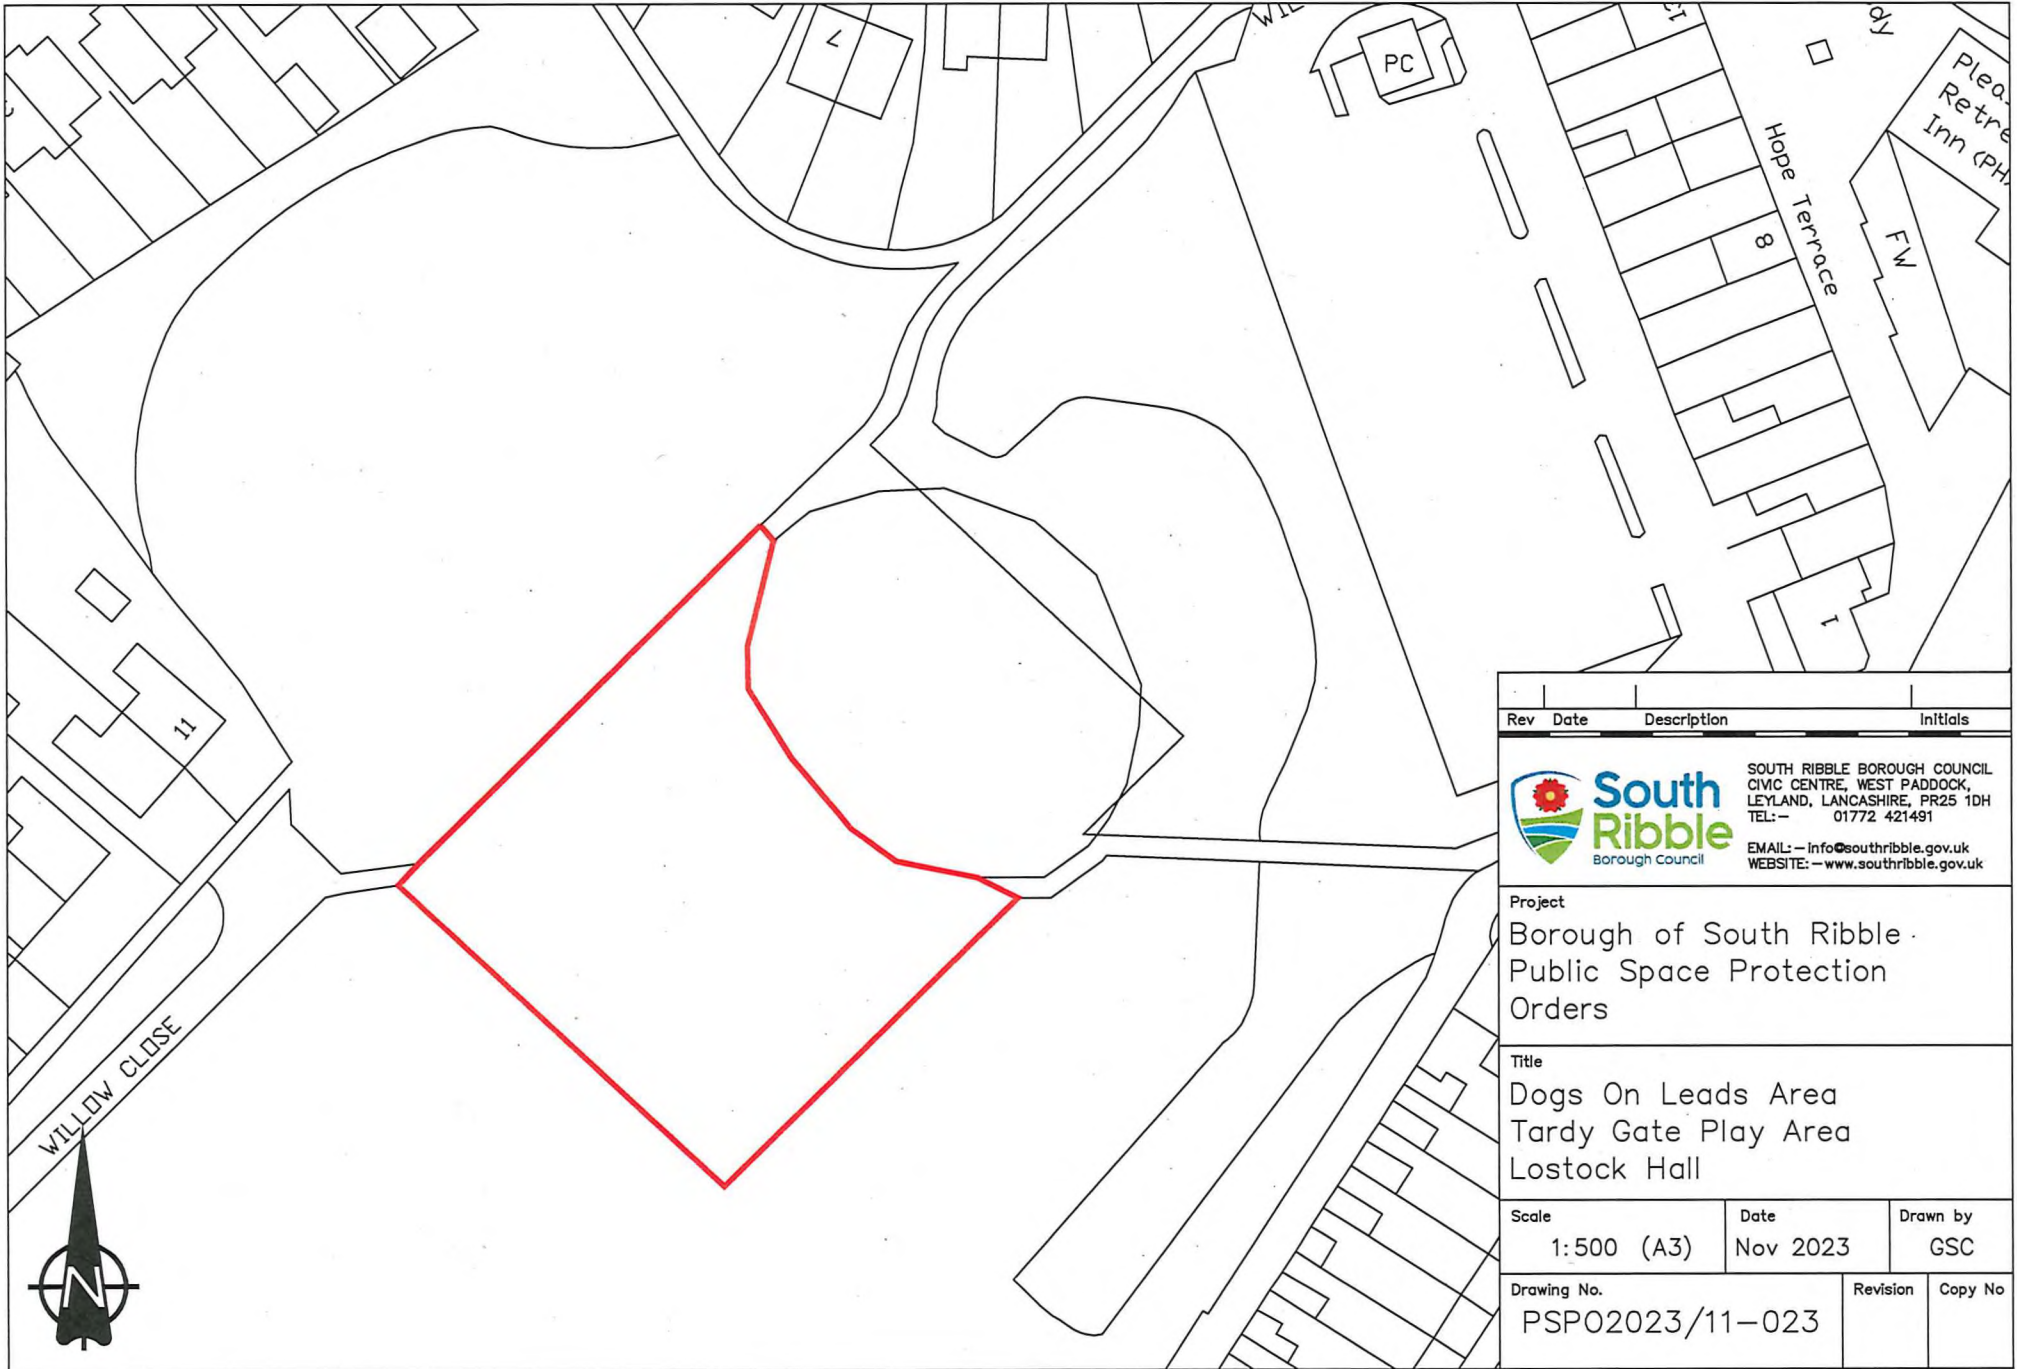 7
PC
Hope Terrace
8
FW
Inn (PH)
1
11
WILLOW CLOSE
N
Rev Date Description Initials
South
Ribble
Borough Council
SOUTH RIBBLE BOROUGH COUNCIL
CIVIC CENTRE, WEST PADDOCK,
LEYLAND, LANCASHIRE, PR25 1DH
TEL:- 01772 421491
EMAIL:-info@southribble.gov.uk
WEBSITE:-www.southribble.gov.uk
Project
Borough of South Ribble
Public Space Protection
Orders
Title
Dogs On Leads Area
Tardy Gate Play Area
Lostock Hall
Scale Date Drawn by
1:500 (A3) Nov 2023 GSC
Drawing No. Revision Copy No
PSPO2023/11-023